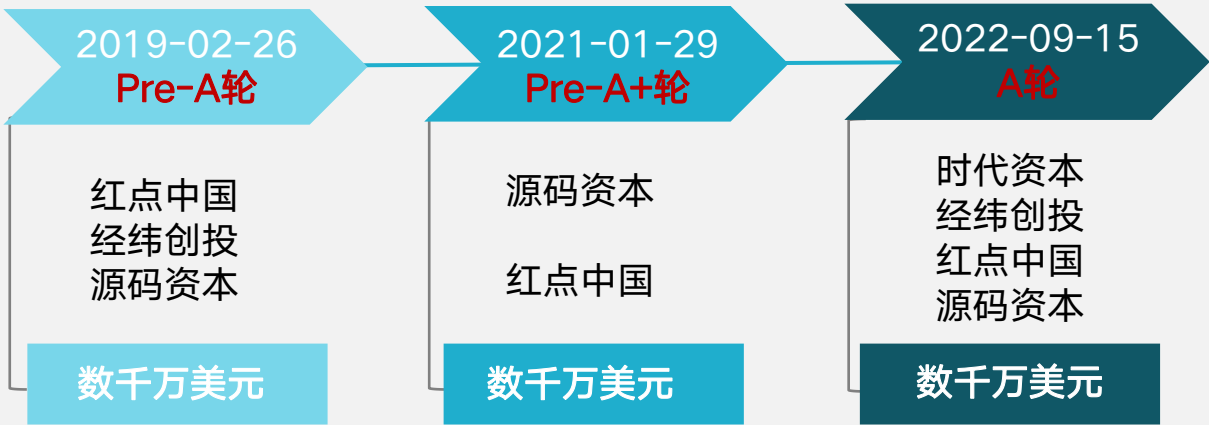 2019-02-26
Pre-A轮
红点中国
经纬创投
源码资本
数千万美元
2021-01-29
Pre-A+轮
源码资本
红点中国
数千万美元
2022-09-15
A轮
时代资本
经纬创投
红点中国
源码资本
数千万美元